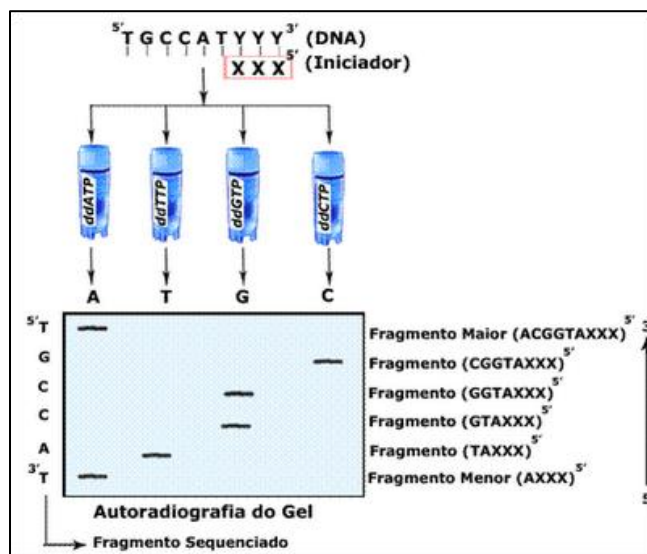 5' T G C C A T Y Y Y 3' (DNA)
X X X 5' (Iniciador)
ddATP ddTTP ddGTP ddCTP
A T G C
5' T Fragmento Maior (ACGGTAXXX) 5' 3'
G Fragmento (CGGTAXXX) 5'
C Fragmento (GGTAXXX) 5'
C Fragmento (GTAXXX) 5'
A Fragmento (TAXXX) 5'
3' T Fragmento Menor (AXXX) 5'
Autoradiografia do Gel
Fragmento Sequenciado